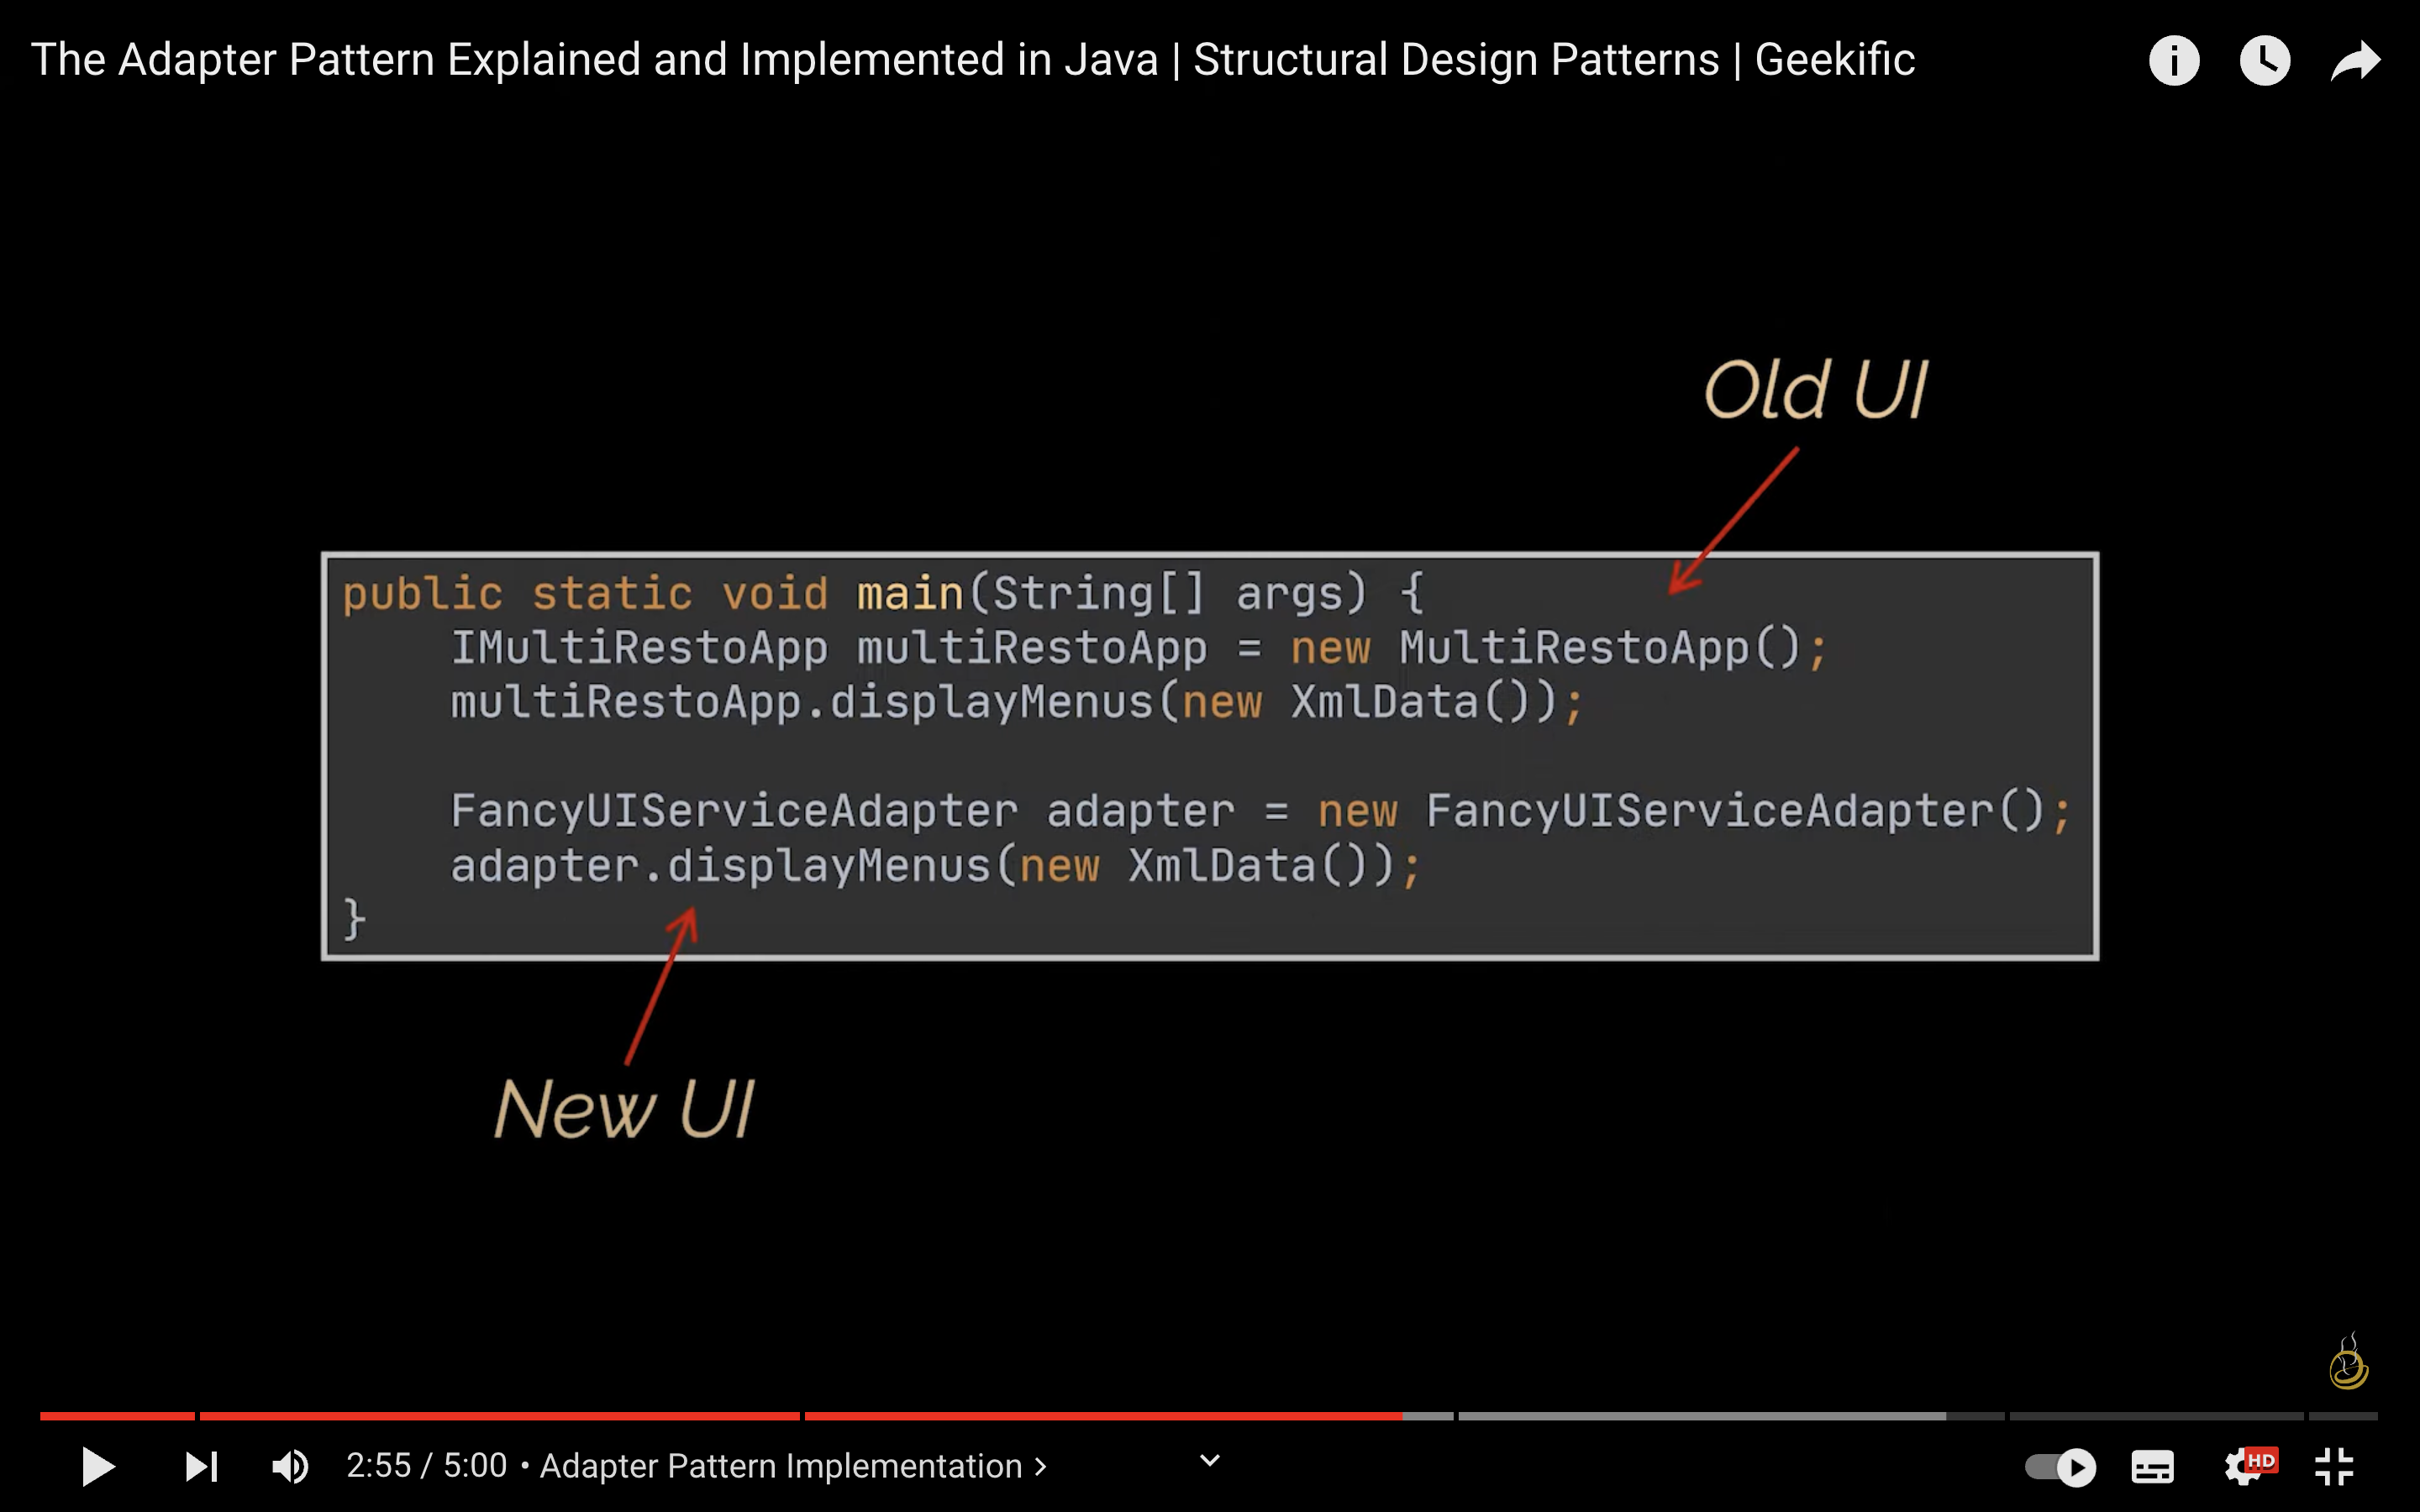 The Adapter Pattern Explained and Implemented in Java | Structural Design Patterns | Geekific
Old UI
public static void main(String[] args) {
    IMultiRestoApp multiRestoApp = new MultiRestoApp();
    multiRestoApp.displayMenus(new XmlData());

    FancyUIServiceAdapter adapter = new FancyUIServiceAdapter();
    adapter.displayMenus(new XmlData());
}
New UI
2:55 / 5:00 • Adapter Pattern Implementation >
HD